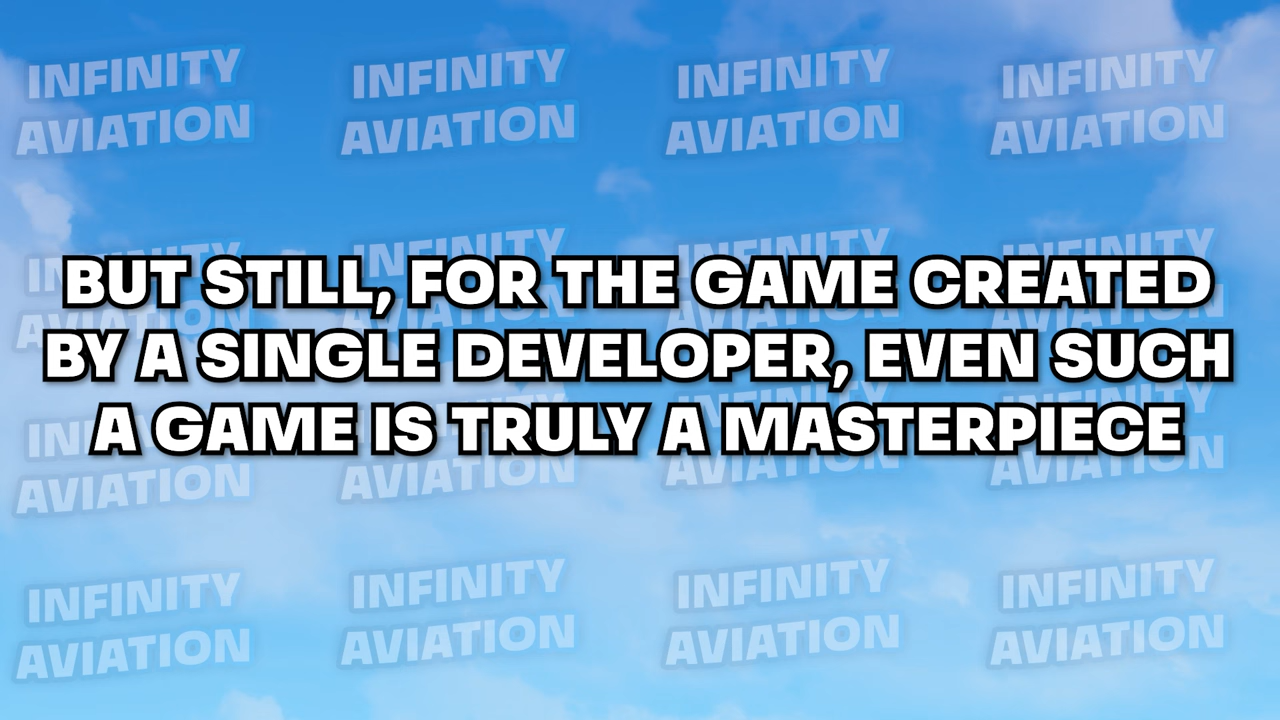 INFINITY INFINITY INFINITY INFINITY
AVIATION AVIATION AVIATION AVIATION
BUT STILL, FOR THE GAME CREATED
BY A SINGLE DEVELOPER, EVEN SUCH
A GAME IS TRULY A MASTERPIECE
AVIATION AVIATION AVIATION AVIATION
INFINITY INFINITY INFINITY INFINITY
AVIATION AVIATION AVIATION AVIATION